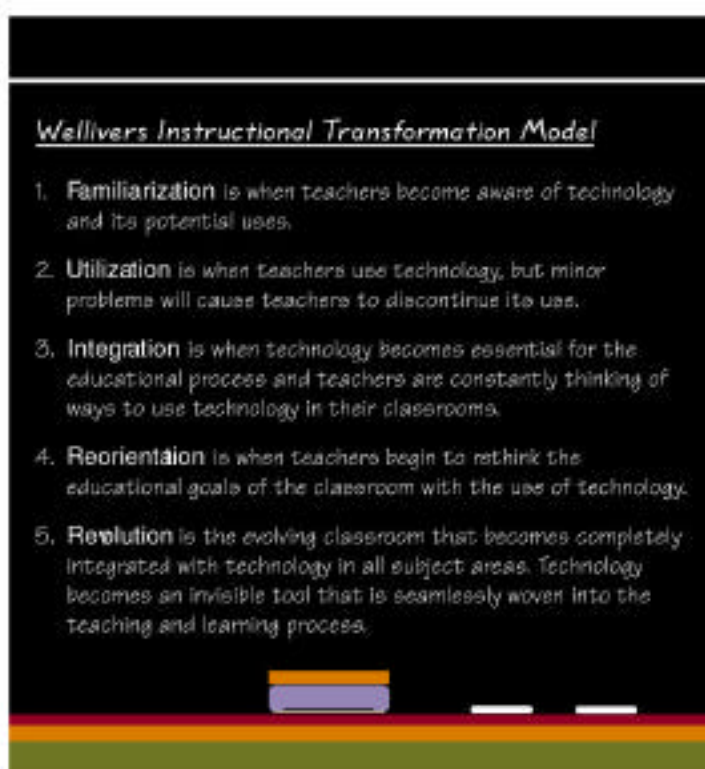 Wellivers Instructional Transformation Model
1. Familiarization is when teachers become aware of technology
and its potential uses.
2. Utilization is when teachers use technology, but minor
problems will cause teachers to discontinue its use.
3. Integration is when technology becomes essential for the
educational process and teachers are constantly thinking of
ways to use technology in their classrooms.
4. Reorientaion is when teachers begin to rethink the
educational goals of the classroom with the use of technology.
5. Revolution is the evolving classroom that becomes completely
integrated with technology in all subject areas. Technology
becomes an invisible tool that is seamlessly woven into the
teaching and learning process.